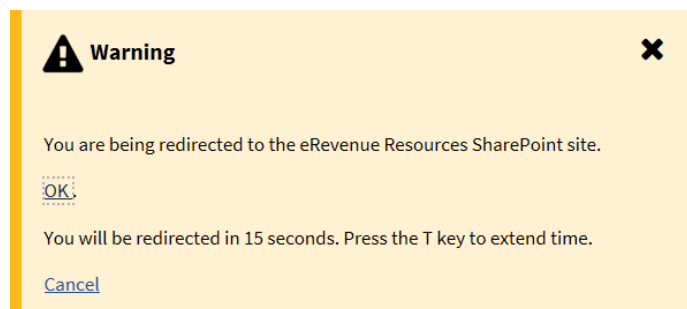 Warning
You are being redirected to the eRevenue Resources SharePoint site.
OK.
You will be redirected in 15 seconds. Press the T key to extend time.
Cancel